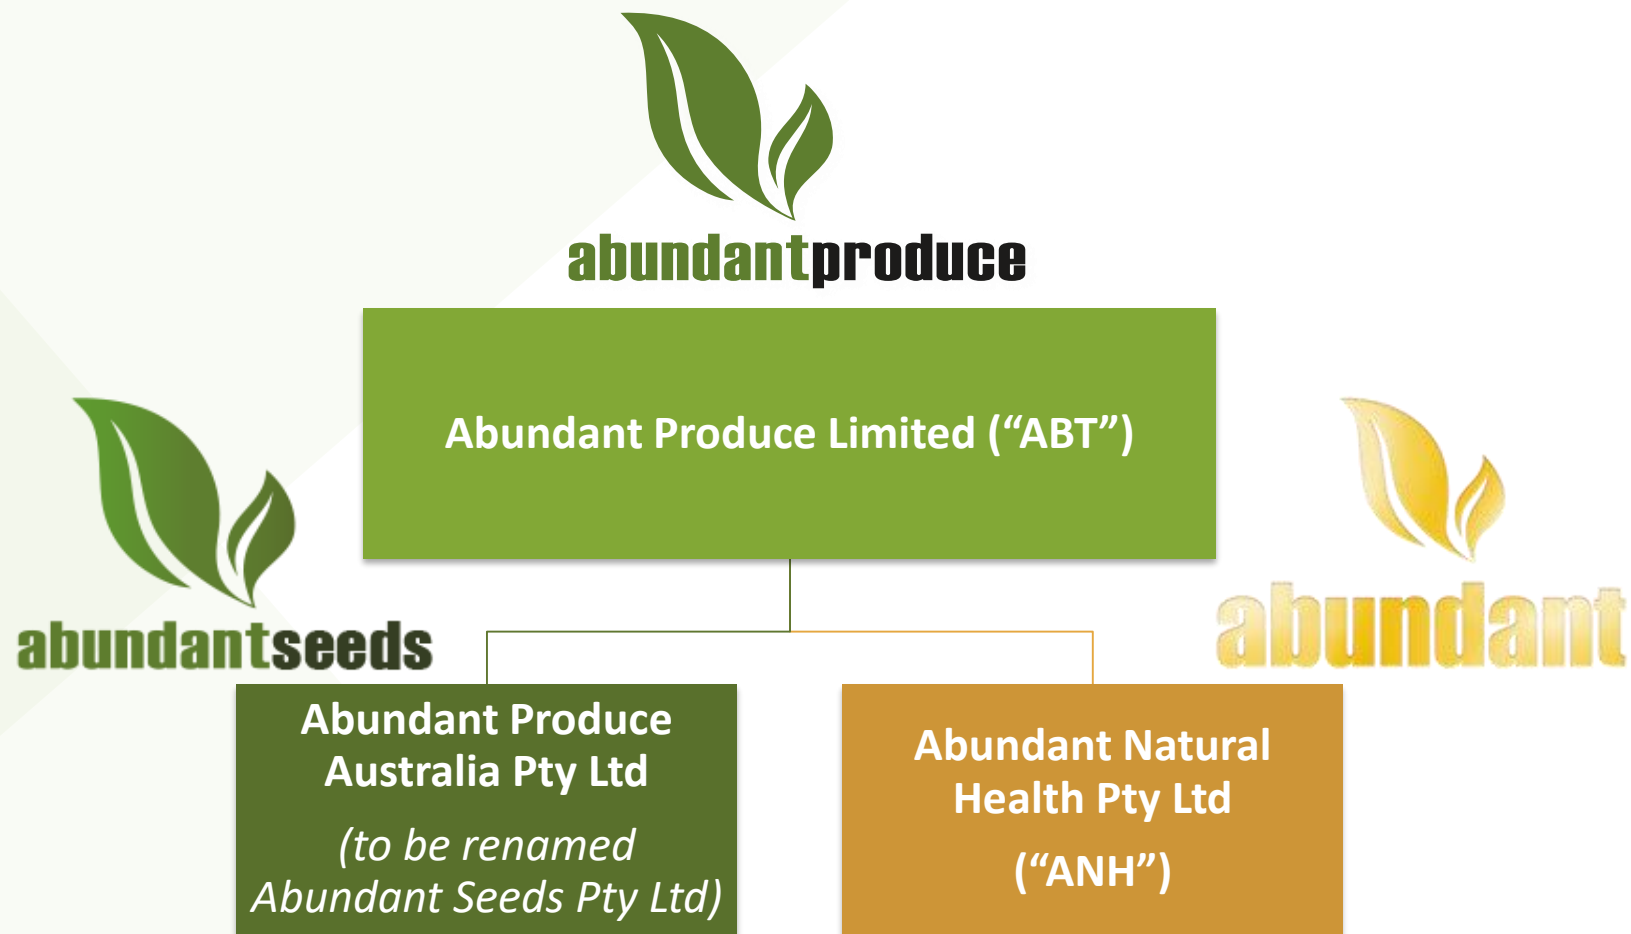 abundantproduce
Abundant Produce Limited (“ABT”)
abundantseeds
abundant
Abundant Produce
Australia Pty Ltd
(to be renamed
Abundant Seeds Pty Ltd)
Abundant Natural
Health Pty Ltd
(“ANH”)